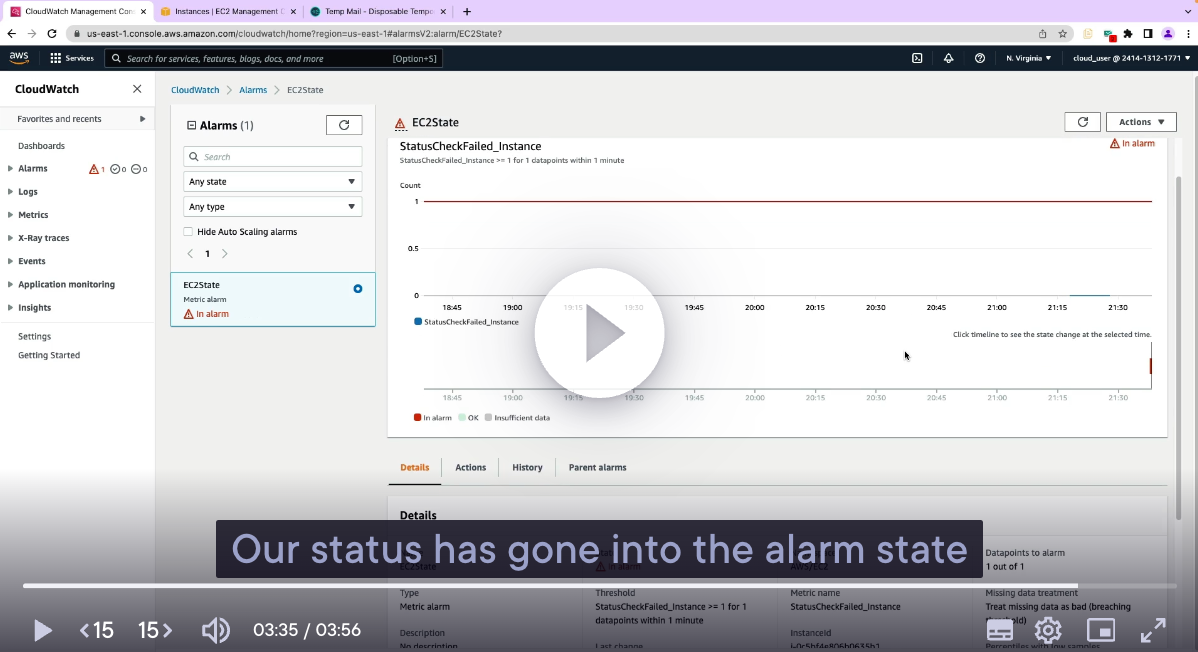 CloudWatch Management Con
Instances | EC2 Management C
Temp Mail - Disposable Tempo
us-east-1.console.aws.amazon.com/cloudwatch/home?region=us-east-1#alarmsV2:alarm/EC2State?
aws
Services
Search for services, features, blogs, docs, and more
[Option+S]
N. Virginia
cloud_user @ 2414-1312-1771
CloudWatch
Favorites and recents
Dashboards
Alarms
1
0
0
Logs
Metrics
X-Ray traces
Events
Application monitoring
Insights
Settings
Getting Started
CloudWatch
Alarms
EC2State
Alarms (1)
Search
Any state
Any type
Hide Auto Scaling alarms
1
EC2State
Metric alarm
In alarm
EC2State
Actions
StatusCheckFailed_Instance
In alarm
StatusCheckFailed_Instance >= 1 for 1 datapoints within 1 minute
Count
1
0.5
0
18:45 19:00 19:15 19:30 19:45 20:00 20:15 20:30 20:45 21:00 21:15 21:30
StatusCheckFailed_Instance
Click timeline to see the state change at the selected time.
18:45 19:00 19:15 19:30 19:45 20:00 20:15 20:30 20:45 21:00 21:15 21:30
In alarm OK Insufficient data
Details Actions History Parent alarms
Details
Our status has gone into the alarm state
EC2State
In alarm
AWS/EC2
Datapoints to alarm
1 out of 1
Type
Metric alarm
Threshold
StatusCheckFailed_Instance >= 1 for 1
datapoints within 1 minute
Metric name
StatusCheckFailed_Instance
Missing data treatment
Treat missing data as bad (breaching
threshold)
Description
No description
Last change
InstanceId
Percentiles with low samples
15
15
03:35 / 03:56